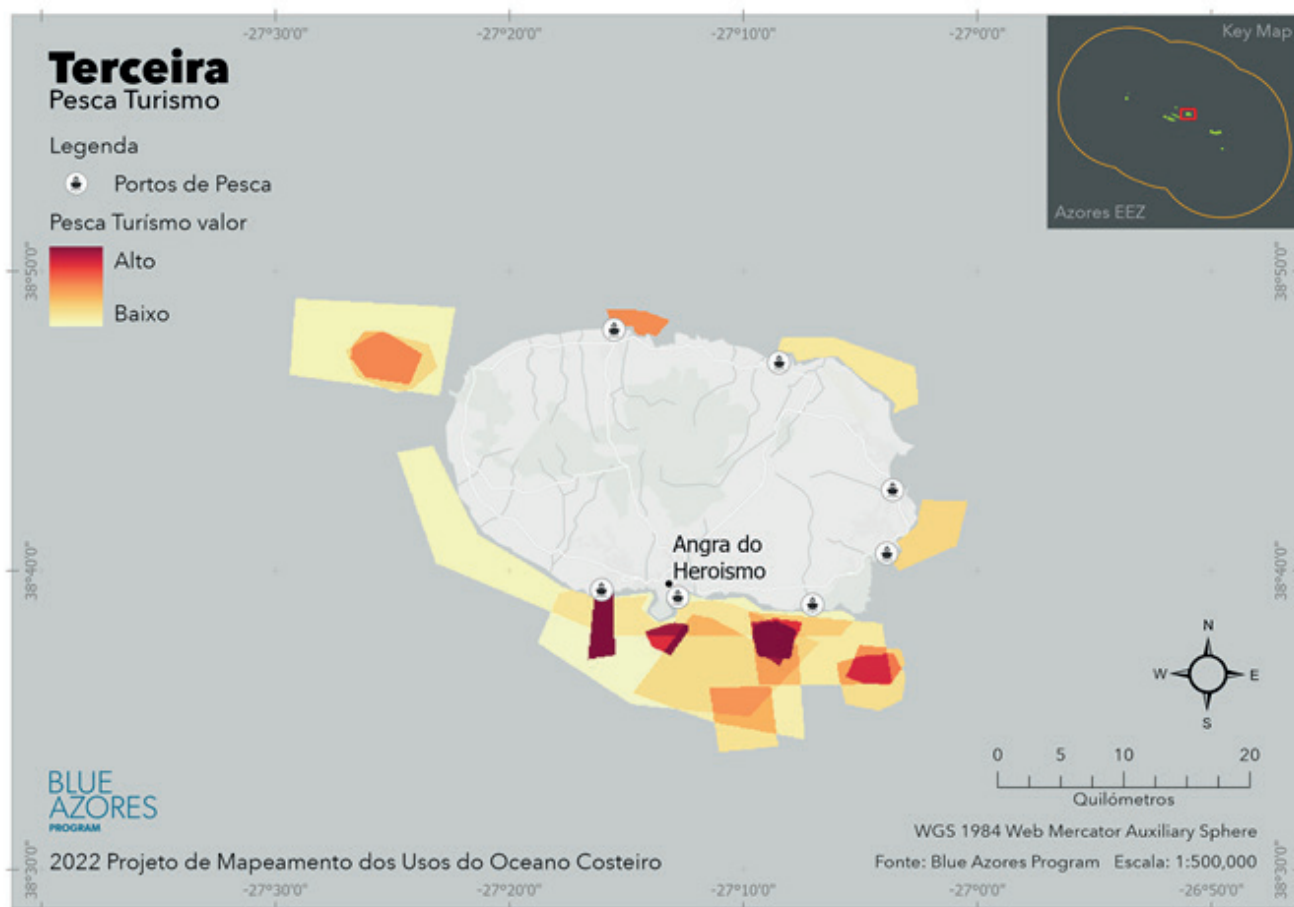 -27°30'0"
-27°20'0"
-27°10'0"
-27°0'0"
Terceira
Pesca Turismo
Key Map
Azores EEZ
Legenda
Portos de Pesca
Pesca Turísmo valor
Alto
Baixo
38°50'0"
38°50'0"
Angra do
Heroismo
38°40'0"
38°40'0"
N
W
E
S
0 5 10 20
Quilómetros
BLUE
AZORES
PROGRAM
WGS 1984 Web Mercator Auxiliary Sphere
2022 Projeto de Mapeamento dos Usos do Oceano Costeiro
Fonte: Blue Azores Program Escala: 1:500,000
38°30'0"
38°30'0"
-27°30'0"
-27°20'0"
-27°10'0"
-27°0'0"
-26°50'0"